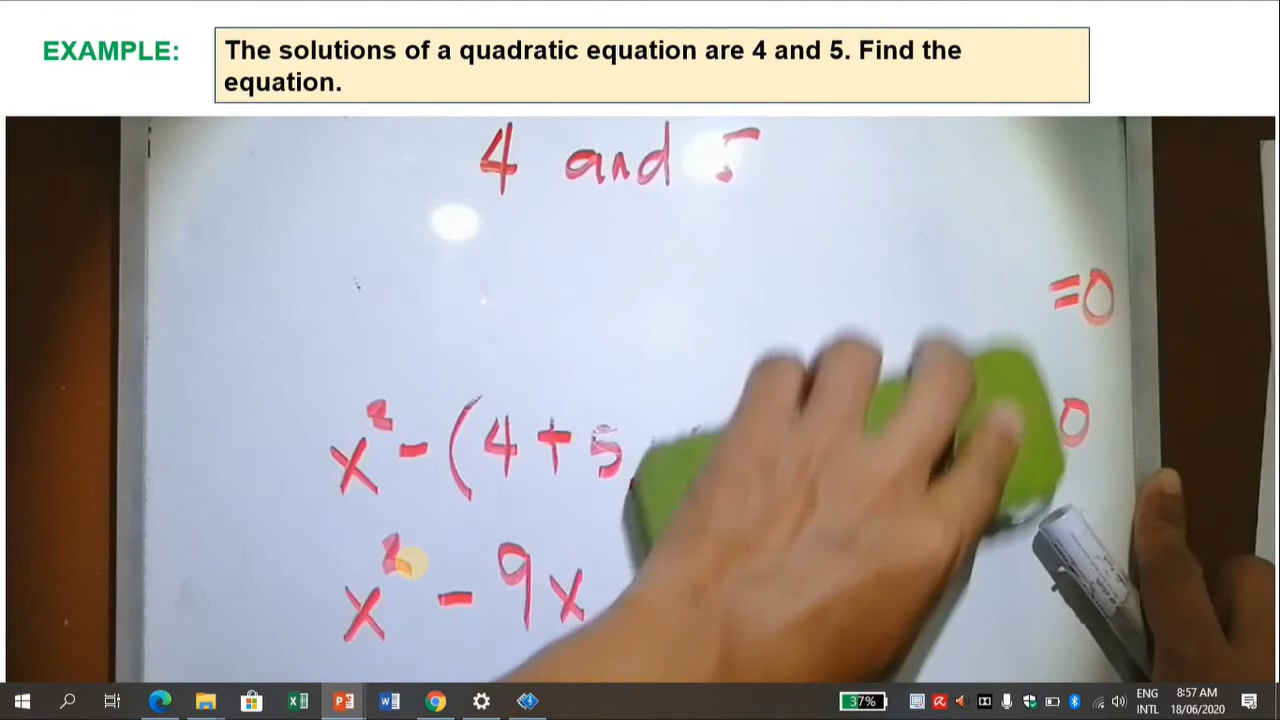 EXAMPLE:
The solutions of a quadratic equation are 4 and 5. Find the
equation.
4 and 5
=0
x² - (4 + 5
0
x² - 9x
37%
ENG
INTL
8:57 AM
18/06/2020